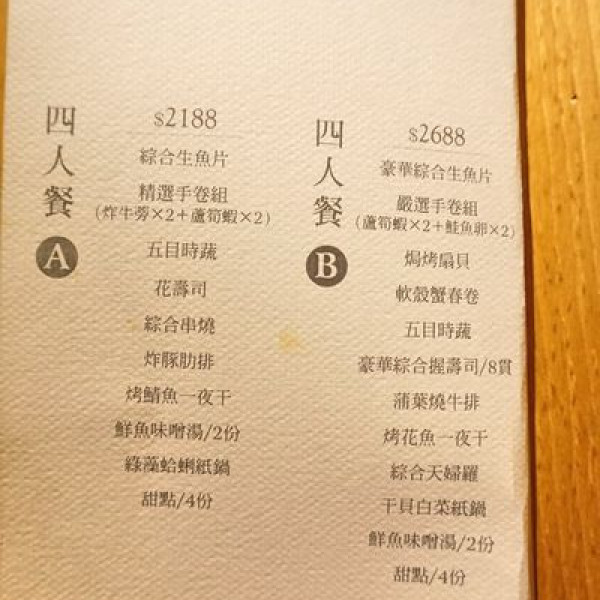 四人餐
A
$2188
綜合生魚片
精選手卷組
(炸牛蒡×2+蘆筍蝦×2)
五目時蔬
花壽司
綜合串燒
炸豚肋排
烤鯖魚一夜干
鮮魚味噌湯/2份
綠藻蛤蜊紙鍋
甜點/4份
四人餐
B
$2688
豪華綜合生魚片
嚴選手卷組
(蘆筍蝦×2+鮭魚卵×2)
焗烤扇貝
軟殼蟹春卷
五目時蔬
豪華綜合握壽司/8貫
蒲葉燒牛排
烤花魚一夜干
綜合天婦羅
干貝白菜紙鍋
鮮魚味噌湯/2份
甜點/4份